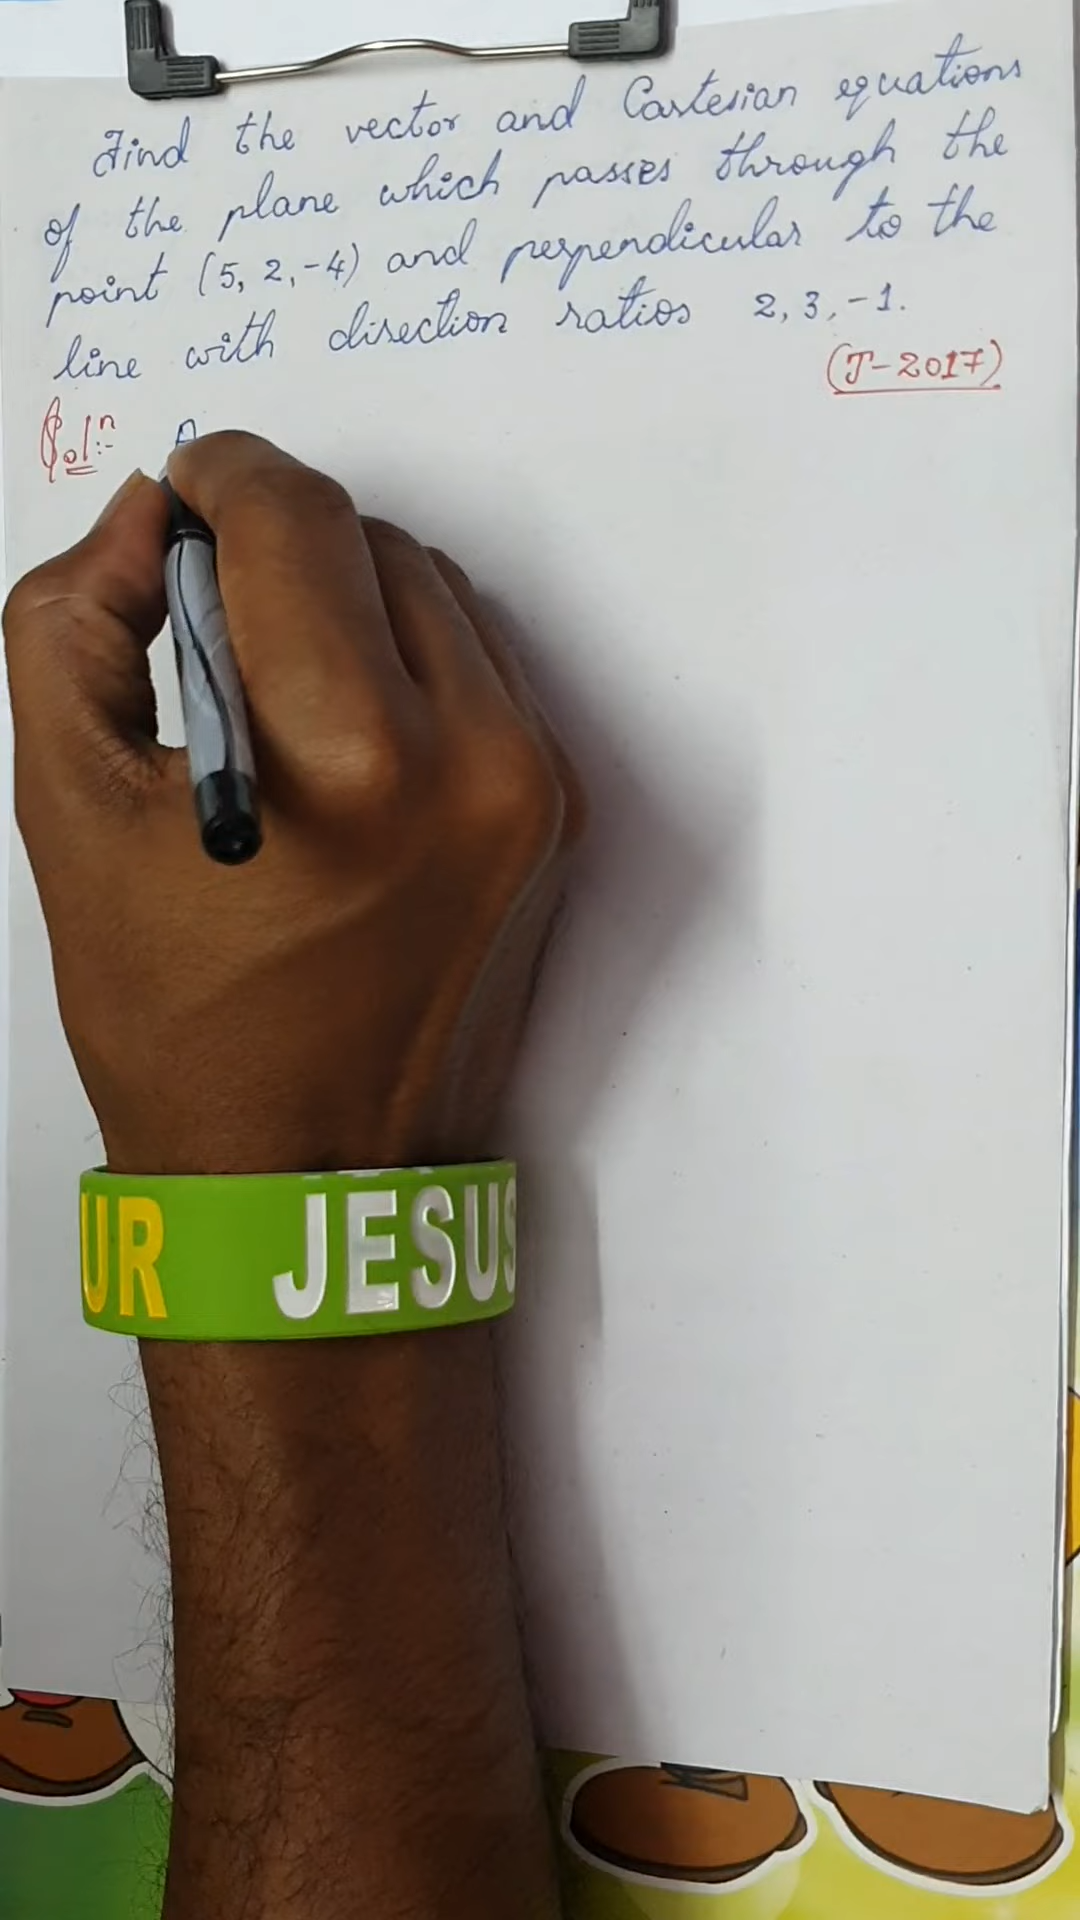 Find the vector and Cartesian equations
of the plane which passes through the
point (5, 2, -4) and perpendicular to the
line with direction ratios 2, 3, -1.
(J-2017)
Solⁿ:- A
UR JESUS